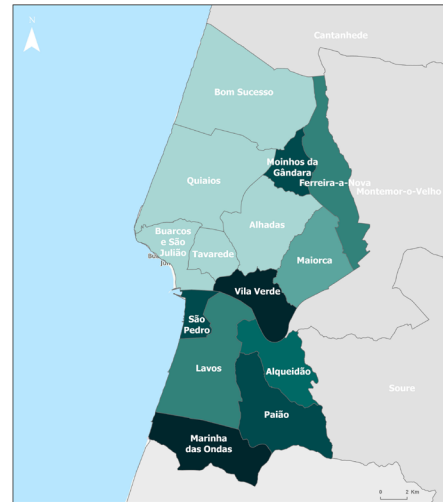 N
Cantanhede
Bom Sucesso
Moinhos da
Gândara
Quiaios
Ferreira-a-Nova
Montemor-o-Velho
Alhadas
Buarcos
e São
Julião
Tavarede
Maiorca
Vila Verde
São
Pedro
Lavos
Alqueidão
Soure
Paião
Marinha
das Ondas
0 2 Km